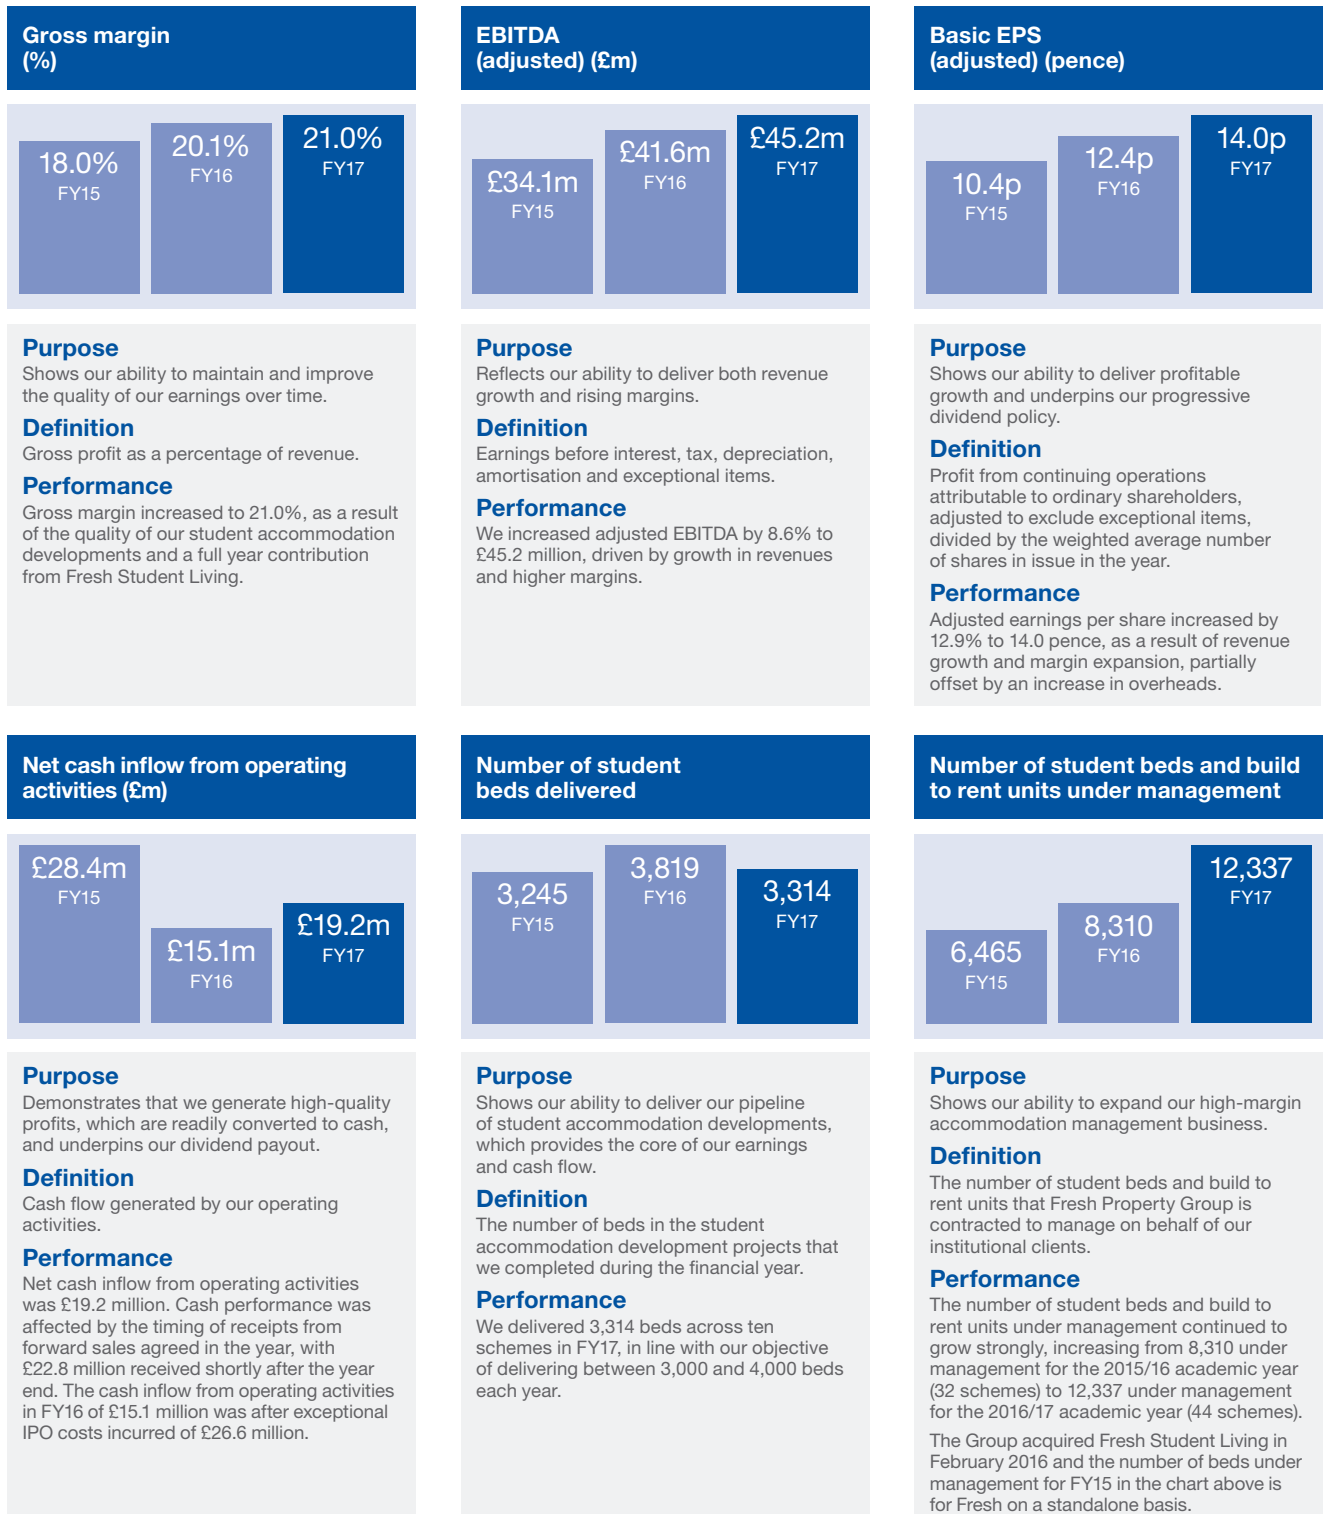 Gross margin
(%)
18.0%
FY15
20.1%
FY16
21.0%
FY17
Purpose
Shows our ability to maintain and improve
the quality of our earnings over time.
Definition
Gross profit as a percentage of revenue.
Performance
Gross margin increased to 21.0%, as a result
of the quality of our student accommodation
developments and a full year contribution
from Fresh Student Living.
EBITDA
(adjusted) (£m)
£34.1m
FY15
£41.6m
FY16
£45.2m
FY17
Purpose
Reflects our ability to deliver both revenue
growth and rising margins.
Definition
Earnings before interest, tax, depreciation,
amortisation and exceptional items.
Performance
We increased adjusted EBITDA by 8.6% to
£45.2 million, driven by growth in revenues
and higher margins.
Basic EPS
(adjusted) (pence)
10.4p
FY15
12.4p
FY16
14.0p
FY17
Purpose
Shows our ability to deliver profitable
growth and underpins our progressive
dividend policy.
Definition
Profit from continuing operations
attributable to ordinary shareholders,
adjusted to exclude exceptional items,
divided by the weighted average number
of shares in issue in the year.
Performance
Adjusted earnings per share increased by
12.9% to 14.0 pence, as a result of revenue
growth and margin expansion, partially
offset by an increase in overheads.
Net cash inflow from operating
activities (£m)
£28.4m
FY15
£15.1m
FY16
£19.2m
FY17
Purpose
Demonstrates that we generate high-quality
profits, which are readily converted to cash,
and underpins our dividend payout.
Definition
Cash flow generated by our operating
activities.
Performance
Net cash inflow from operating activities
was £19.2 million. Cash performance was
affected by the timing of receipts from
forward sales agreed in the year, with
£22.8 million received shortly after the year
end. The cash inflow from operating activities
in FY16 of £15.1 million was after exceptional
IPO costs incurred of £26.6 million.
Number of student
beds delivered
3,245
FY15
3,819
FY16
3,314
FY17
Purpose
Shows our ability to deliver our pipeline
of student accommodation developments,
which provides the core of our earnings
and cash flow.
Definition
The number of beds in the student
accommodation development projects that
we completed during the financial year.
Performance
We delivered 3,314 beds across ten
schemes in FY17, in line with our objective
of delivering between 3,000 and 4,000 beds
each year.
Number of student beds and build
to rent units under management
6,465
FY15
8,310
FY16
12,337
FY17
Purpose
Shows our ability to expand our high-margin
accommodation management business.
Definition
The number of student beds and build to
rent units that Fresh Property Group is
contracted to manage on behalf of our
institutional clients.
Performance
The number of student beds and build to
rent units under management continued to
grow strongly, increasing from 8,310 under
management for the 2015/16 academic year
(32 schemes) to 12,337 under management
for the 2016/17 academic year (44 schemes).
The Group acquired Fresh Student Living in
February 2016 and the number of beds under
management for FY15 in the chart above is
for Fresh on a standalone basis.